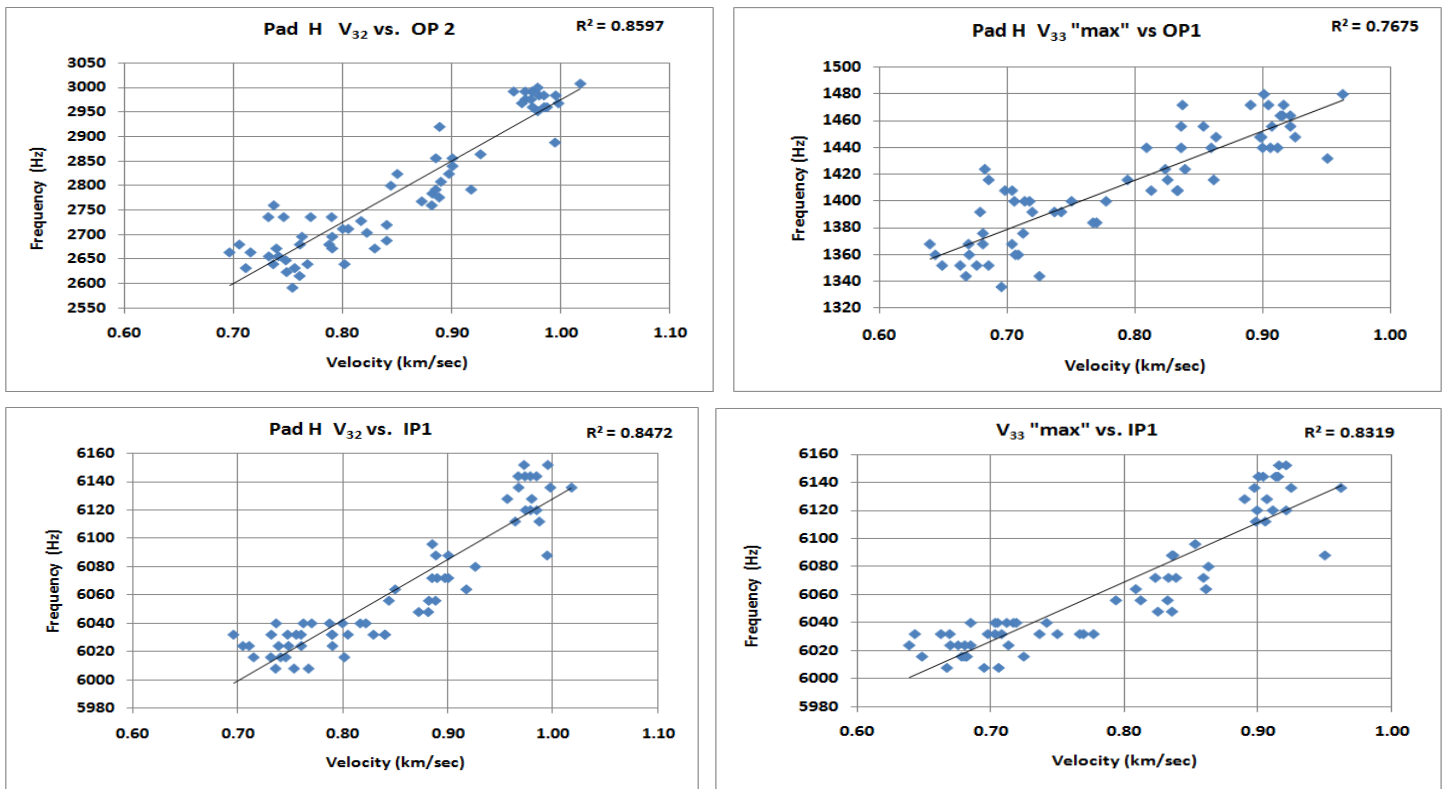 Pad H V₃₂ vs. OP 2
R² = 0.8597
3050
3000
2950
2900
2850
2800
2750
2700
2650
2600
2550
Frequency (Hz)
0.60 0.70 0.80 0.90 1.00 1.10
Velocity (km/sec)
Pad H V₃₃ "max" vs OP1
R² = 0.7675
1500
1480
1460
1440
1420
1400
1380
1360
1340
1320
Frequency (Hz)
0.60 0.70 0.80 0.90 1.00
Velocity (km/sec)
Pad H V₃₂ vs. IP1
R² = 0.8472
6160
6140
6120
6100
6080
6060
6040
6020
6000
5980
Frequency (Hz)
0.60 0.70 0.80 0.90 1.00 1.10
Velocity (km/sec)
V₃₃ "max" vs. IP1
R² = 0.8319
6160
6140
6120
6100
6080
6060
6040
6020
6000
5980
Frequency (Hz)
0.60 0.70 0.80 0.90 1.00
Velocity (km/sec)